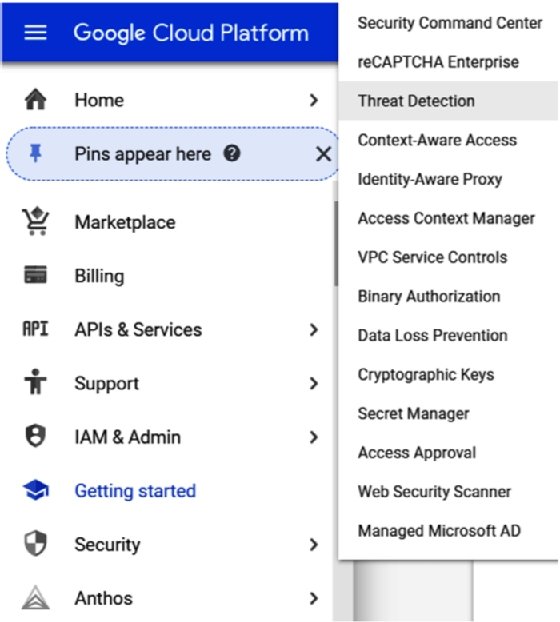 Google Cloud Platform
Home
Pins appear here
Marketplace
Billing
API APIs & Services
Support
IAM & Admin
Getting started
Security
Anthos
Security Command Center
reCAPTCHA Enterprise
Threat Detection
Context-Aware Access
Identity-Aware Proxy
Access Context Manager
VPC Service Controls
Binary Authorization
Data Loss Prevention
Cryptographic Keys
Secret Manager
Access Approval
Web Security Scanner
Managed Microsoft AD